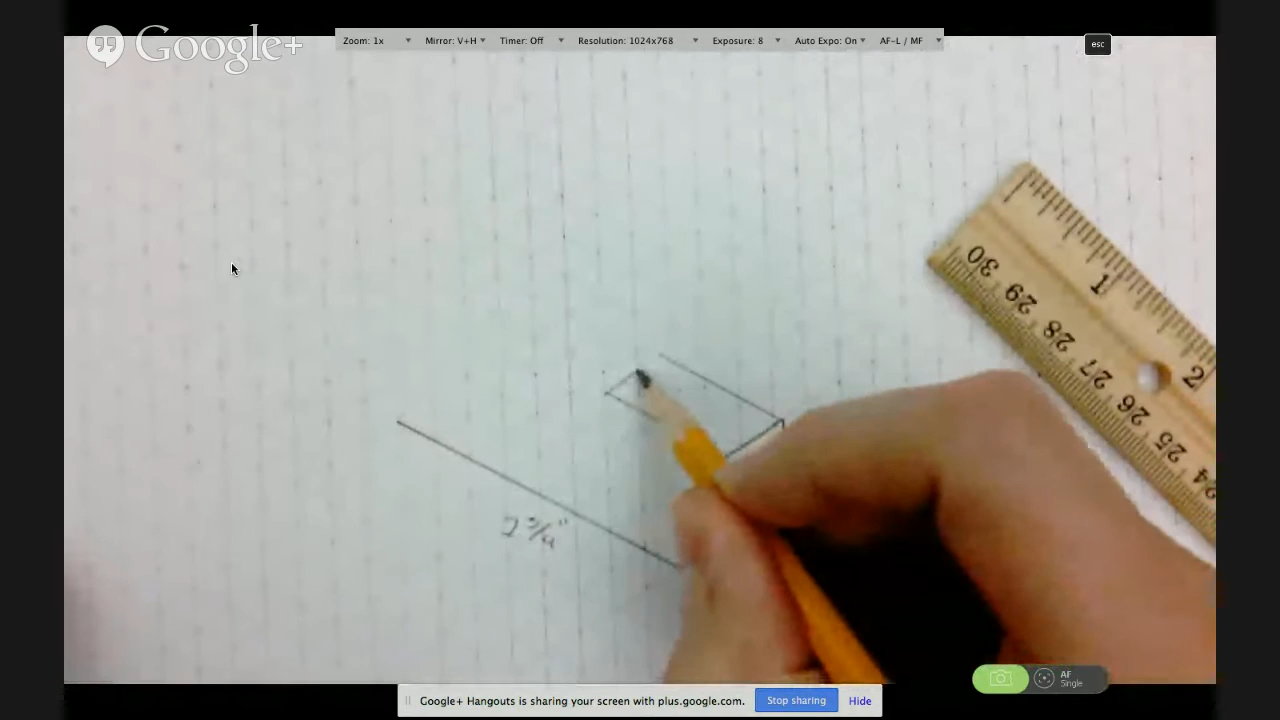 Google+
Zoom: 1x Mirror: V+H Timer: Off Resolution: 1024x768 Exposure: 8 Auto Expo: On AF-L / MF
esc
1
2
30
29
28
27
26
25
24
2 3/4"
AF
Single
Google+ Hangouts is sharing your screen with plus.google.com. Stop sharing Hide